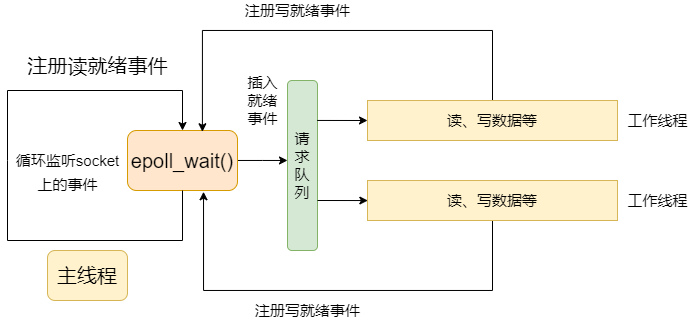 注册写就绪事件
注册读就绪事件
插入
就绪
事件
循环监听socket
上的事件
epoll_wait()
请
求
队
列
读、写数据等
工作线程
读、写数据等
工作线程
主线程
注册写就绪事件